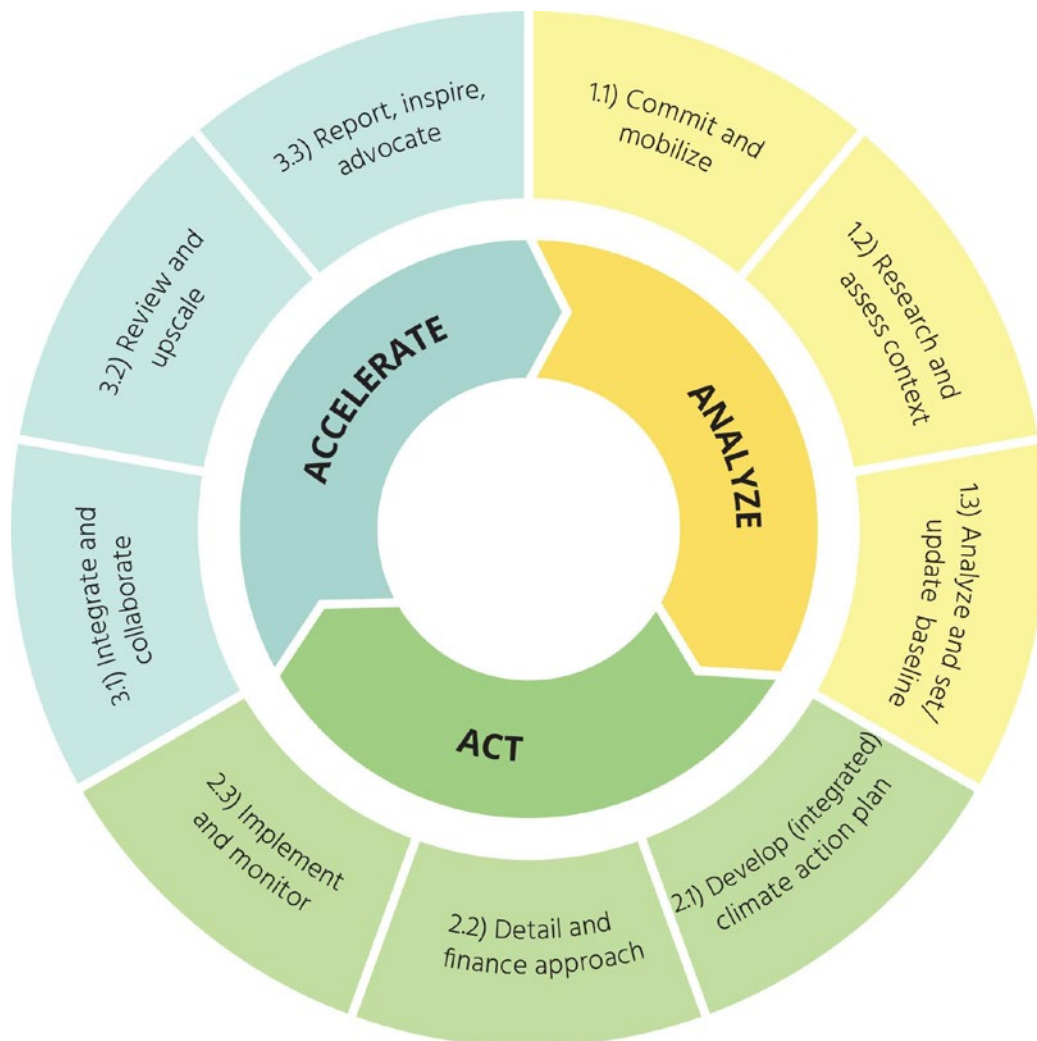 1.1) Commit and
mobilize
1.2) Research and
assess context
1.3) Analyze and set/
update baseline
2.1) Develop (integrated)
climate action plan
2.2) Detail and
finance approach
2.3) Implement
and monitor
3.1) Integrate and
collaborate
3.2) Review and
upscale
3.3) Report, inspire,
advocate
ANALYZE
ACT
ACCELERATE